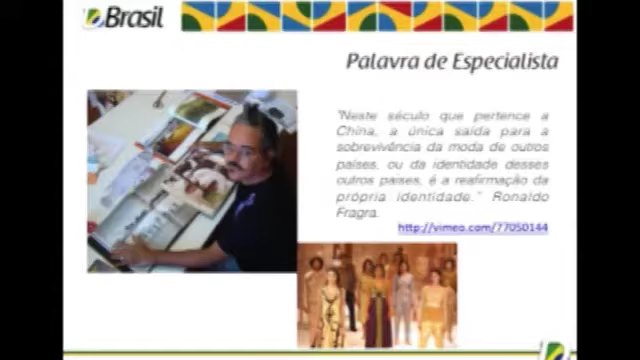 Brasil
Palavra de Especialista
"Neste século que pertence a
China, a única saída para a
sobrevivência da moda de outros
países, ou da identidade desses
outros países, é a reafirmação da
própria identidade." Ronaldo
Fragra.
http://vimeo.com/77050144